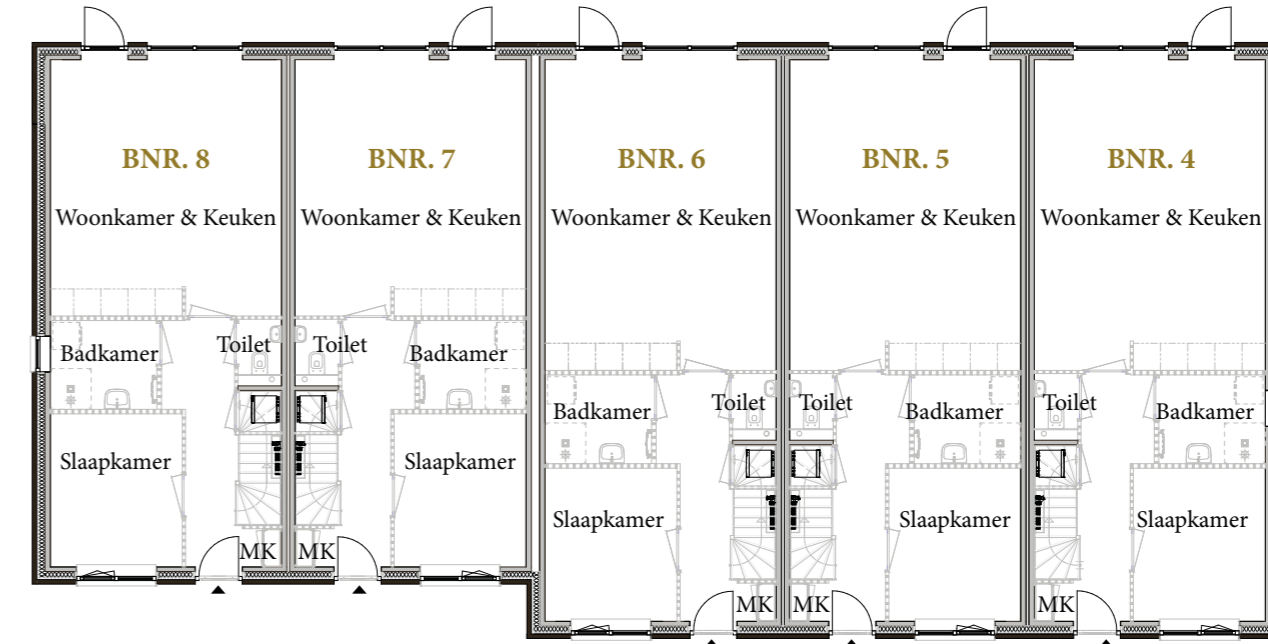 BNR. 8
BNR. 7
BNR. 6
BNR. 5
BNR. 4
Woonkamer & Keuken
Woonkamer & Keuken
Woonkamer & Keuken
Woonkamer & Keuken
Woonkamer & Keuken
Badkamer
Toilet
Toilet
Badkamer
Badkamer
Toilet
Toilet
Badkamer
Toilet
Badkamer
Slaapkamer
Slaapkamer
Slaapkamer
Slaapkamer
Slaapkamer
MK
MK
MK
MK
MK